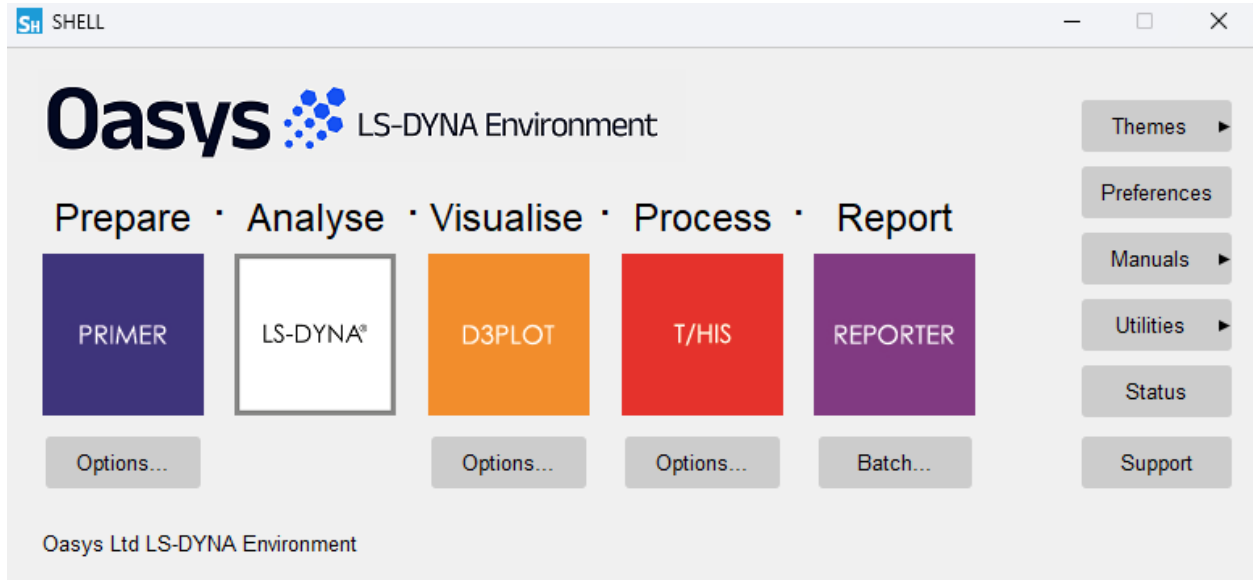 SH SHELL
Oasys LS-DYNA Environment
Themes
Preferences
Manuals
Utilities
Status
Support
Prepare · Analyse · Visualise · Process · Report
PRIMER LS-DYNA® D3PLOT T/HIS REPORTER
Options... Options... Options... Batch...
Oasys Ltd LS-DYNA Environment